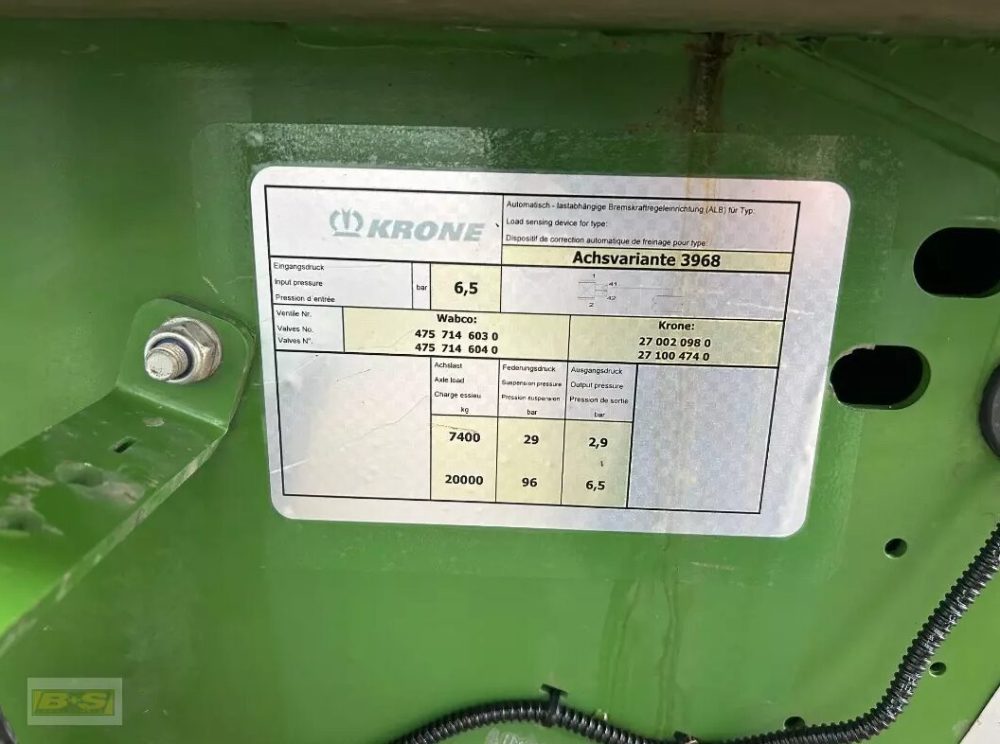 KRONE
Automatisch - lastabhängige Bremskraftregeleinrichtung (ALB) für Typ:
Load sensing device for type:
Dispositif de correction automatique de freinage pour type:
Achsvariante 3968
Eingangsdruck
Input pressure
Pression d entrée
bar
6,5
1
41
42
2
Ventile Nr.
Valves No.
Valves N°.
Wabco:
475 714 603 0
475 714 604 0
Krone:
27 002 098 0
27 100 474 0
Achslast
Axle load
Charge essieu
kg
Federungsdruck
Suspension pressure
Pression suspension
bar
Ausgangsdruck
Output pressure
Pression de sortie
bar
7400 29 2,9
20000 96 6,5
B+S